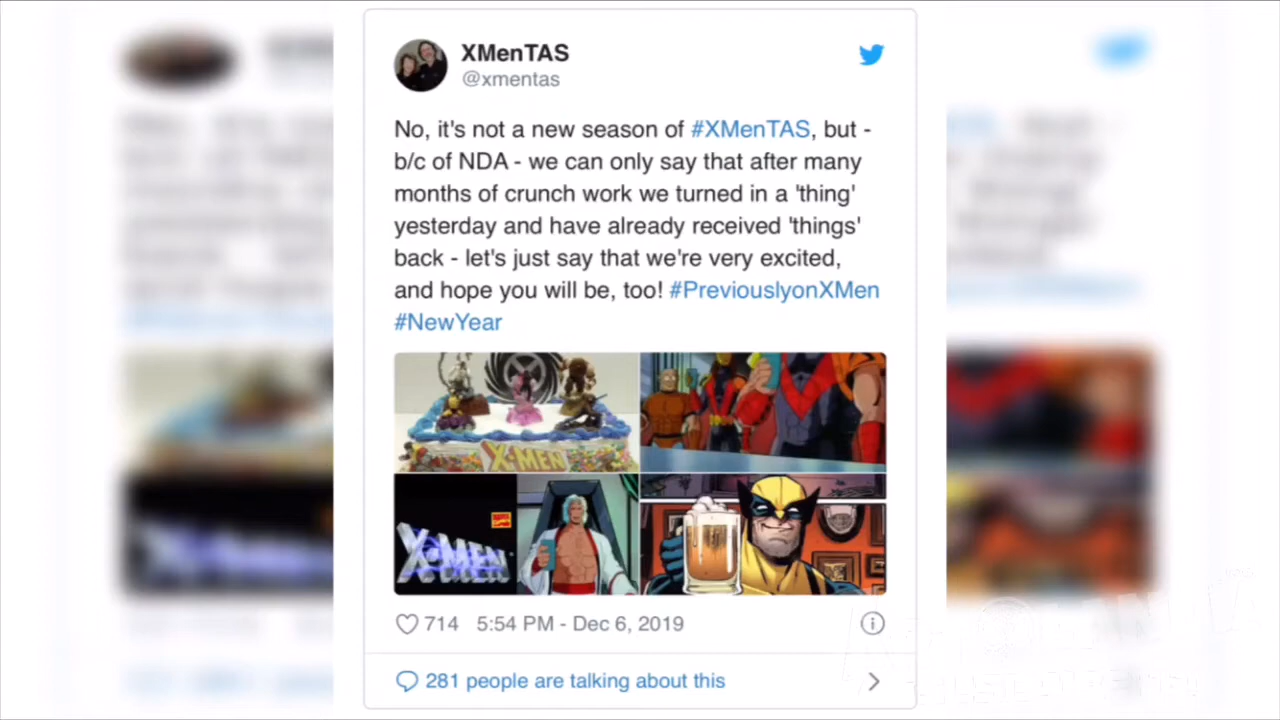 XMenTAS
@xmentas
No, it's not a new season of #XMenTAS, but -
b/c of NDA - we can only say that after many
months of crunch work we turned in a 'thing'
yesterday and have already received 'things'
back - let's just say that we're very excited,
and hope you will be, too! #PreviouslyonXMen
#NewYear
X-MEN
X-MEN
714 5:54 PM - Dec 6, 2019
281 people are talking about this